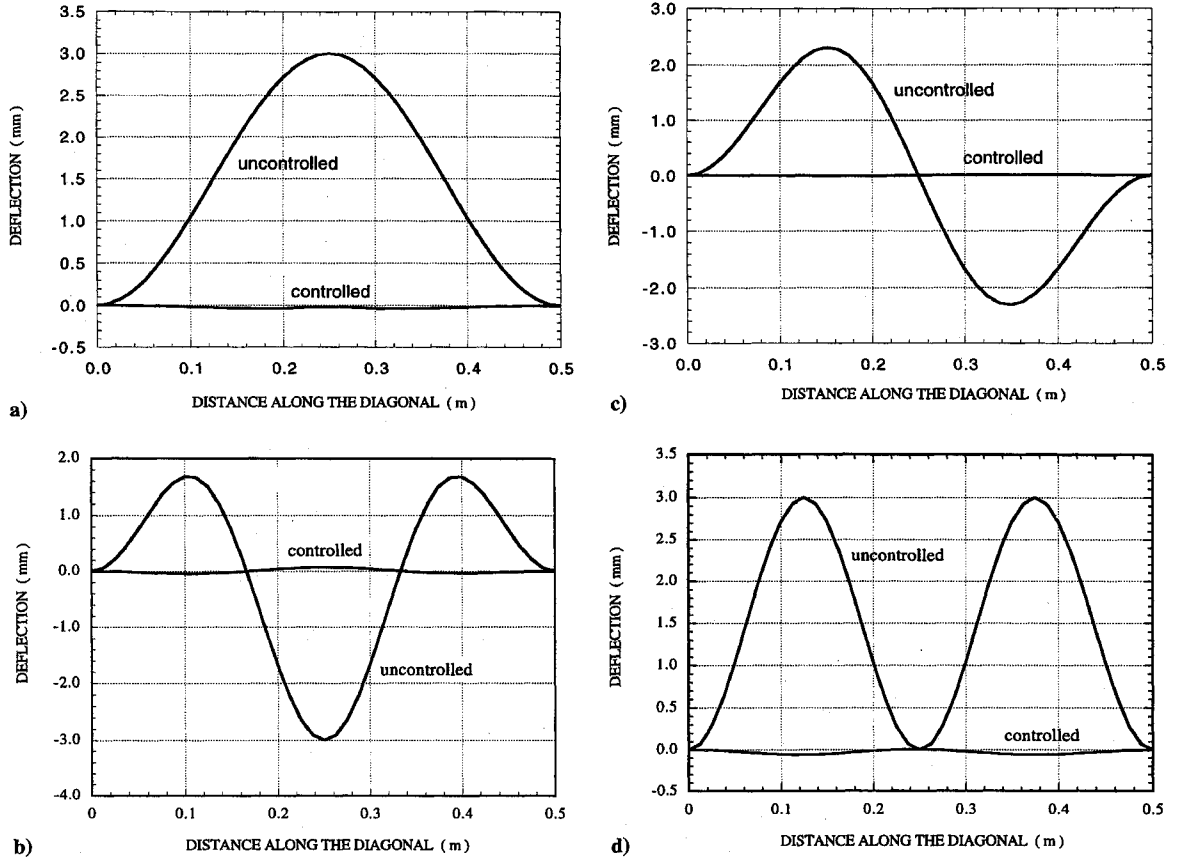 3.5
3.0
2.5
2.0
1.5
1.0
0.5
0.0
-0.5
DEFLECTION ( mm )
uncontrolled
controlled
0.0 0.1 0.2 0.3 0.4 0.5
DISTANCE ALONG THE DIAGONAL ( m )
a)
3.0
2.0
1.0
0.0
-1.0
-2.0
-3.0
DEFLECTION ( mm )
uncontrolled
controlled
0.0 0.1 0.2 0.3 0.4 0.5
DISTANCE ALONG THE DIAGONAL ( m )
c)
2.0
1.0
0.0
-1.0
-2.0
-3.0
-4.0
DEFLECTION ( mm )
controlled
uncontrolled
0 0.1 0.2 0.3 0.4 0.5
DISTANCE ALONG THE DIAGONAL ( m )
b)
3.5
3.0
2.5
2.0
1.5
1.0
0.5
0.0
-0.5
DEFLECTION ( mm )
uncontrolled
controlled
0 0.1 0.2 0.3 0.4 0.5
DISTANCE ALONG THE DIAGONAL ( m )
d)